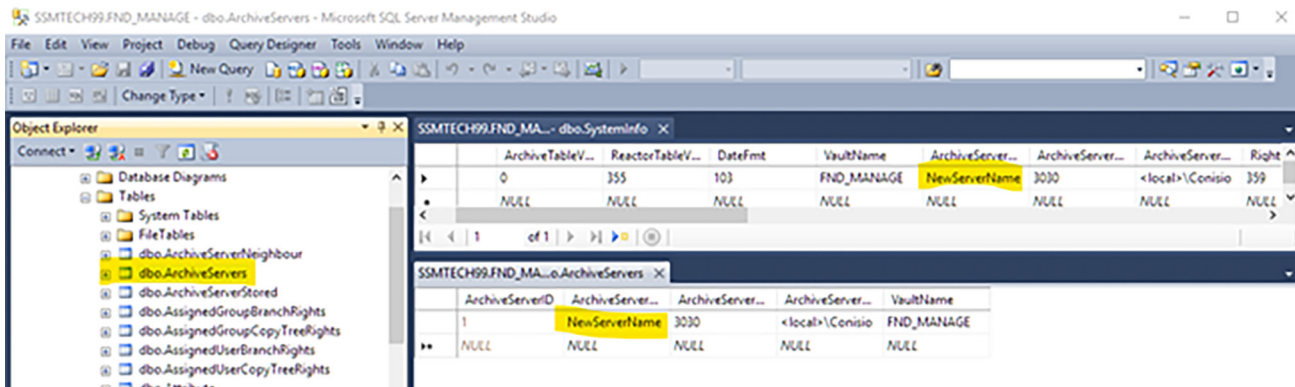 SSMTECH99.FND_MANAGE - dbo.ArchiveServers - Microsoft SQL Server Management Studio
File Edit View Project Debug Query Designer Tools Window Help
New Query
Change Type
Object Explorer
Connect
Database Diagrams
Tables
System Tables
FileTables
dbo.ArchiveServerNeighbour
dbo.ArchiveServers
dbo.ArchiveServerStored
dbo.AssignedGroupBranchRights
dbo.AssignedGroupCopyTreeRights
dbo.AssignedUserBranchRights
dbo.AssignedUserCopyTreeRights
SSMTECH99.FND_MA...- dbo.SystemInfo
ArchiveTableV... ReactorTableV... DateFmt VaultName ArchiveServer... ArchiveServer... ArchiveServer... Right
0 355 103 FND_MANAGE NewServerName 3030 <local>\Conisio 359
NULL NULL NULL NULL NULL NULL NULL NULL
1 of 1
SSMTECH99.FND_MA...o.ArchiveServers
ArchiveServerID ArchiveServer... ArchiveServer... ArchiveServer... VaultName
1 NewServerName 3030 <local>\Conisio FND_MANAGE
NULL NULL NULL NULL NULL